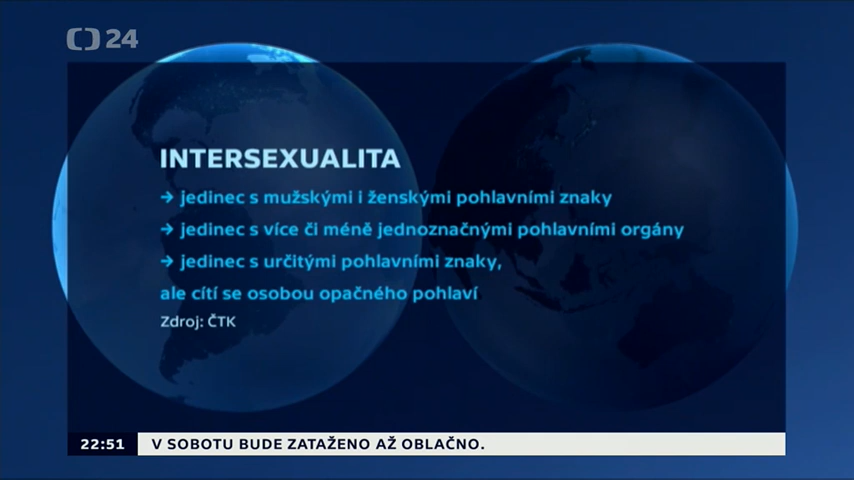 24
INTERSEXUALITA
→ jedinec s mužskými i ženskými pohlavními znaky
→ jedinec s více či méně jednoznačnými pohlavními orgány
→ jedinec s určitými pohlavními znaky,
ale cítí se osobou opačného pohlaví
Zdroj: ČTK
22:51 V SOBOTU BUDE ZATAŽENO AŽ OBLAČNO.